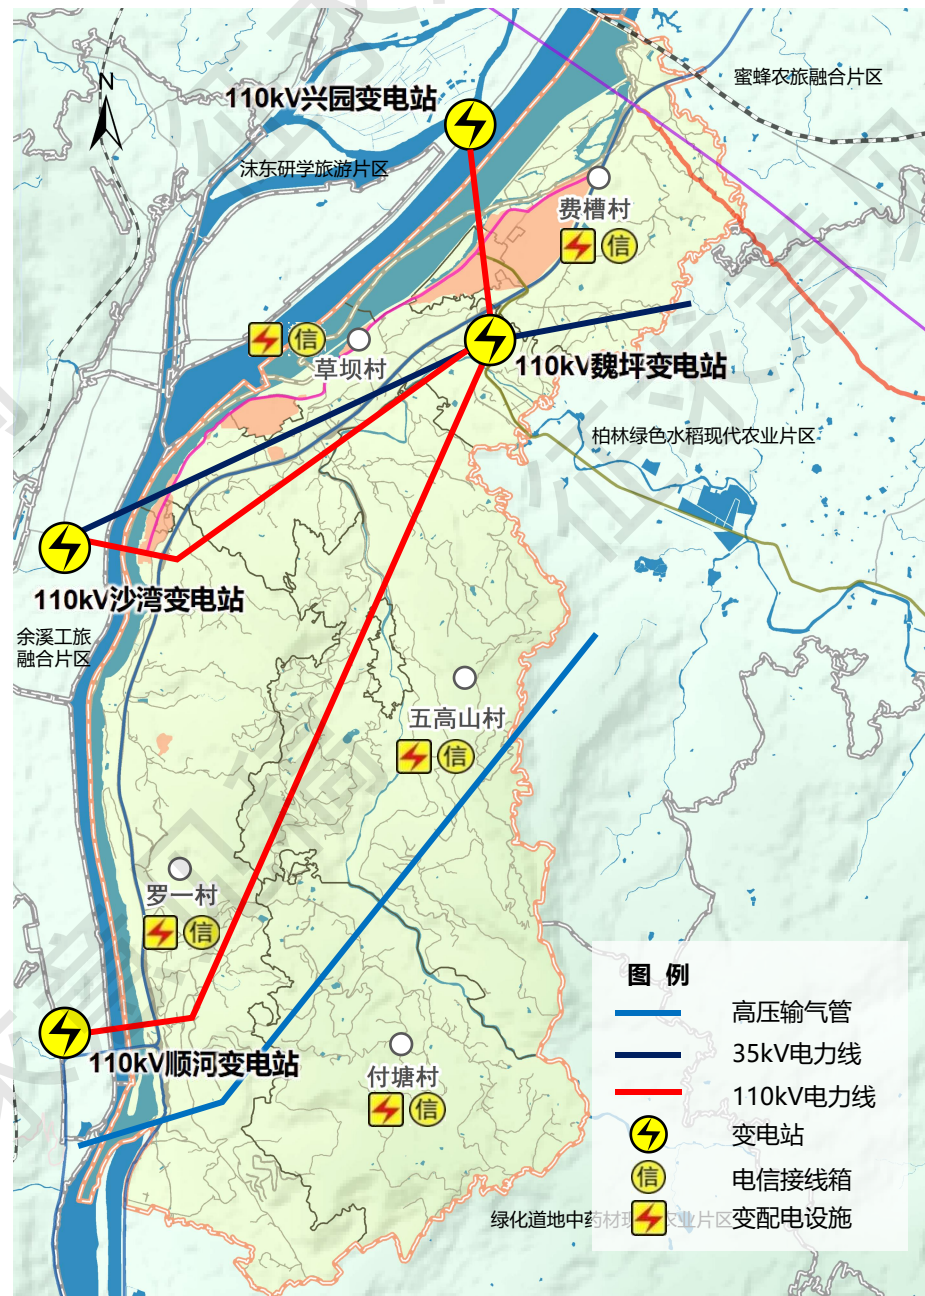 N
110kV兴园变电站
蜜蜂农旅融合片区
沫东研学旅游片区
费槽村
信
信
草坝村
110kV魏坪变电站
柏林绿色水稻现代农业片区
110kV沙湾变电站
余溪工旅
融合片区
五高山村
信
罗一村
信
110kV顺河变电站
付塘村
信
图 例
高压输气管
35kV电力线
110kV电力线
变电站
信
电信接线箱
变配电设施
绿化道地中药材现代农业片区
征求意见稿